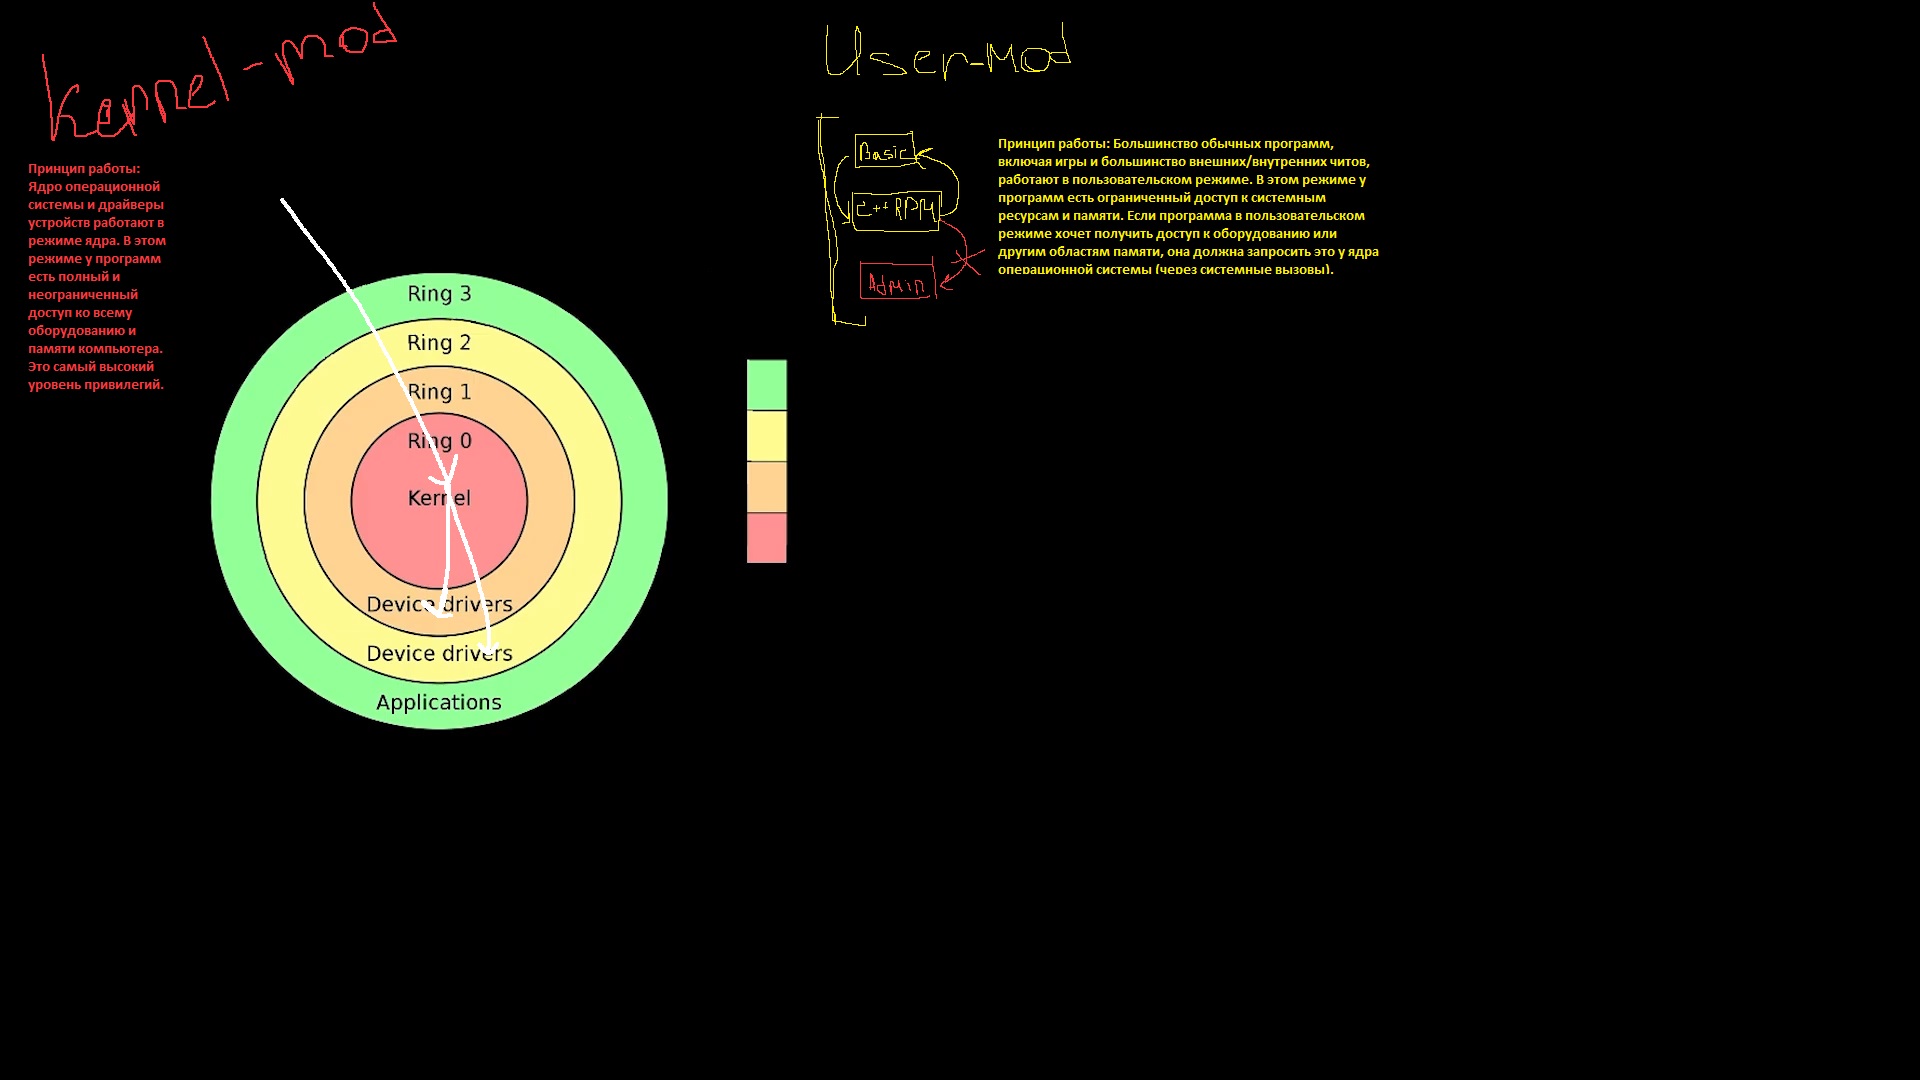 Kernel-mod
Принцип работы:
Ядро операционной
системы и драйверы
устройств работают в
режиме ядра. В этом
режиме у программ
есть полный и
неограниченный
доступ ко всему
оборудованию и
памяти компьютера.
Это самый высокий
уровень привилегий.
Ring 3
Ring 2
Ring 1
Ring 0
Kernel
Device drivers
Device drivers
Applications
User-Mod
Basic
C++ RPM
Admin
Принцип работы: Большинство обычных программ,
включая игры и большинство внешних/внутренних читов,
работают в пользовательском режиме. В этом режиме у
программ есть ограниченный доступ к системным
ресурсам и памяти. Если программа в пользовательском
режиме хочет получить доступ к оборудованию или
другим областям памяти, она должна запросить это у ядра
операционной системы (через системные вызовы).